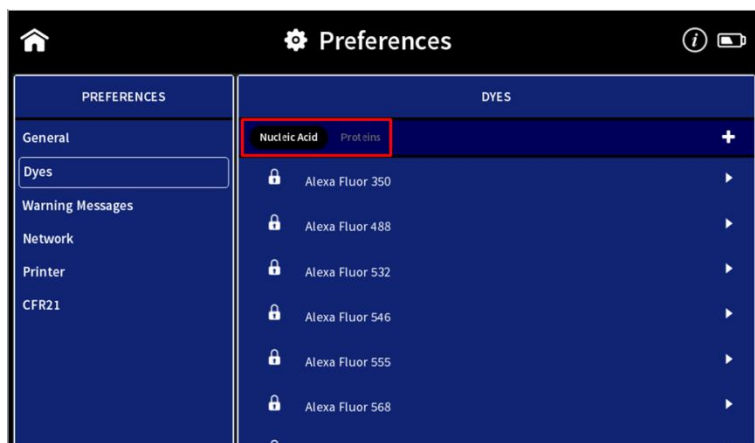 Preferences
PREFERENCES
General
Dyes
Warning Messages
Network
Printer
CFR21
DYES
Nucleic Acid Proteins
Alexa Fluor 350
Alexa Fluor 488
Alexa Fluor 532
Alexa Fluor 546
Alexa Fluor 555
Alexa Fluor 568